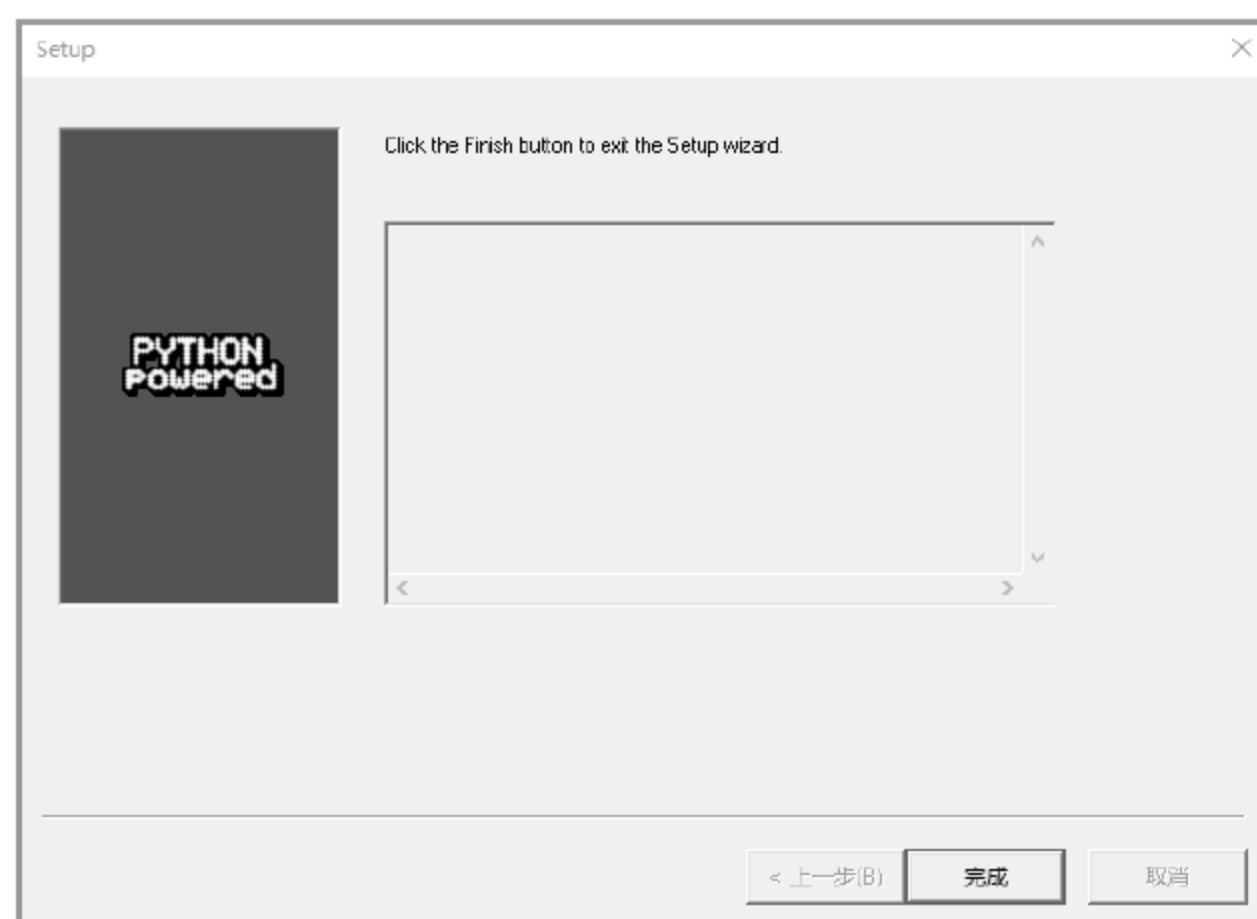 Setup
Click the Finish button to exit the Setup wizard.
PYTHON
Powered
< 上一步(B)
完成
取消